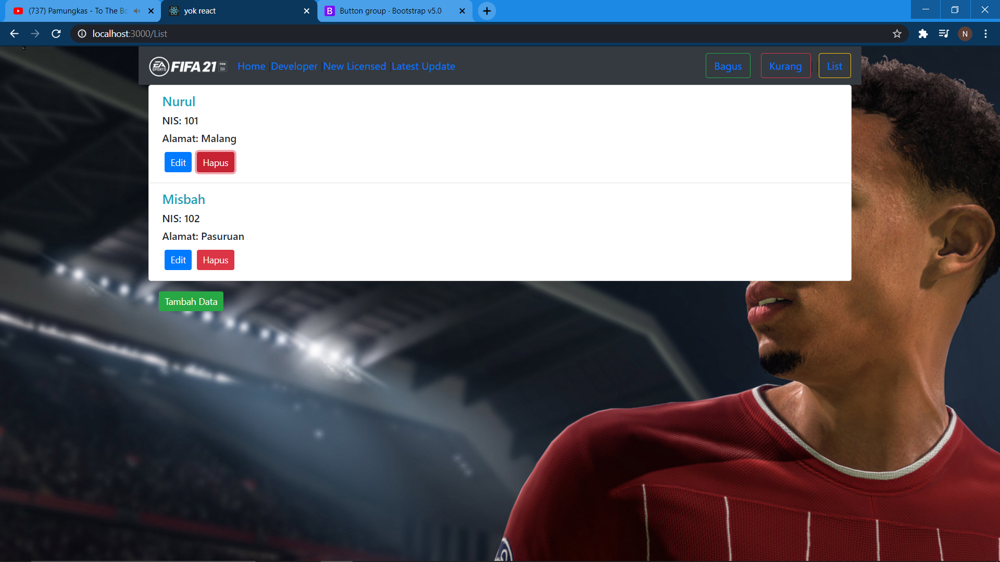 (737) Pamungkas - To The Bo
yok react
Button group · Bootstrap v5.0
localhost:3000/List
N
EA SPORTS FIFA 21
Home
Developer
New Licensed
Latest Update
Bagus
Kurang
List
Nurul
NIS: 101
Alamat: Malang
Edit
Hapus
Misbah
NIS: 102
Alamat: Pasuruan
Edit
Hapus
Tambah Data